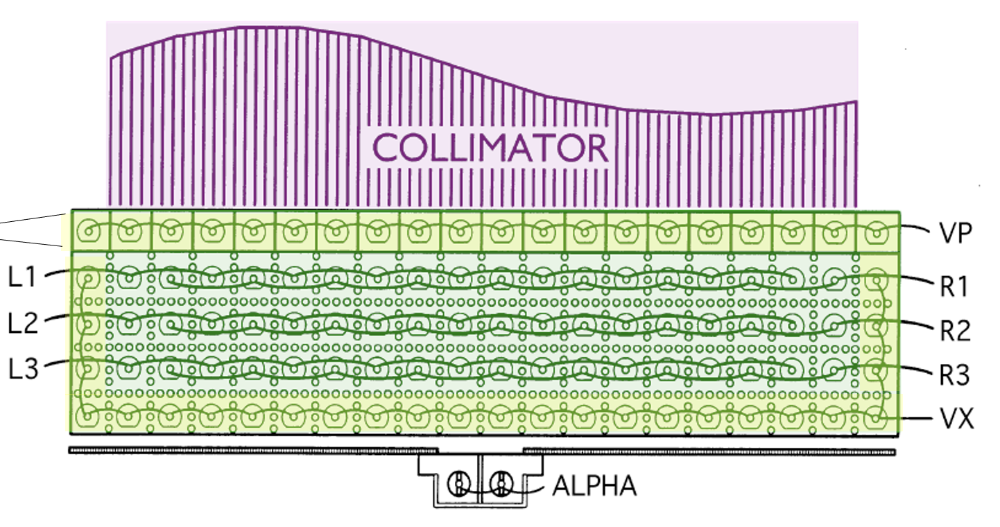 COLLIMATOR
VP
L1
R1
L2
R2
L3
R3
VX
ALPHA